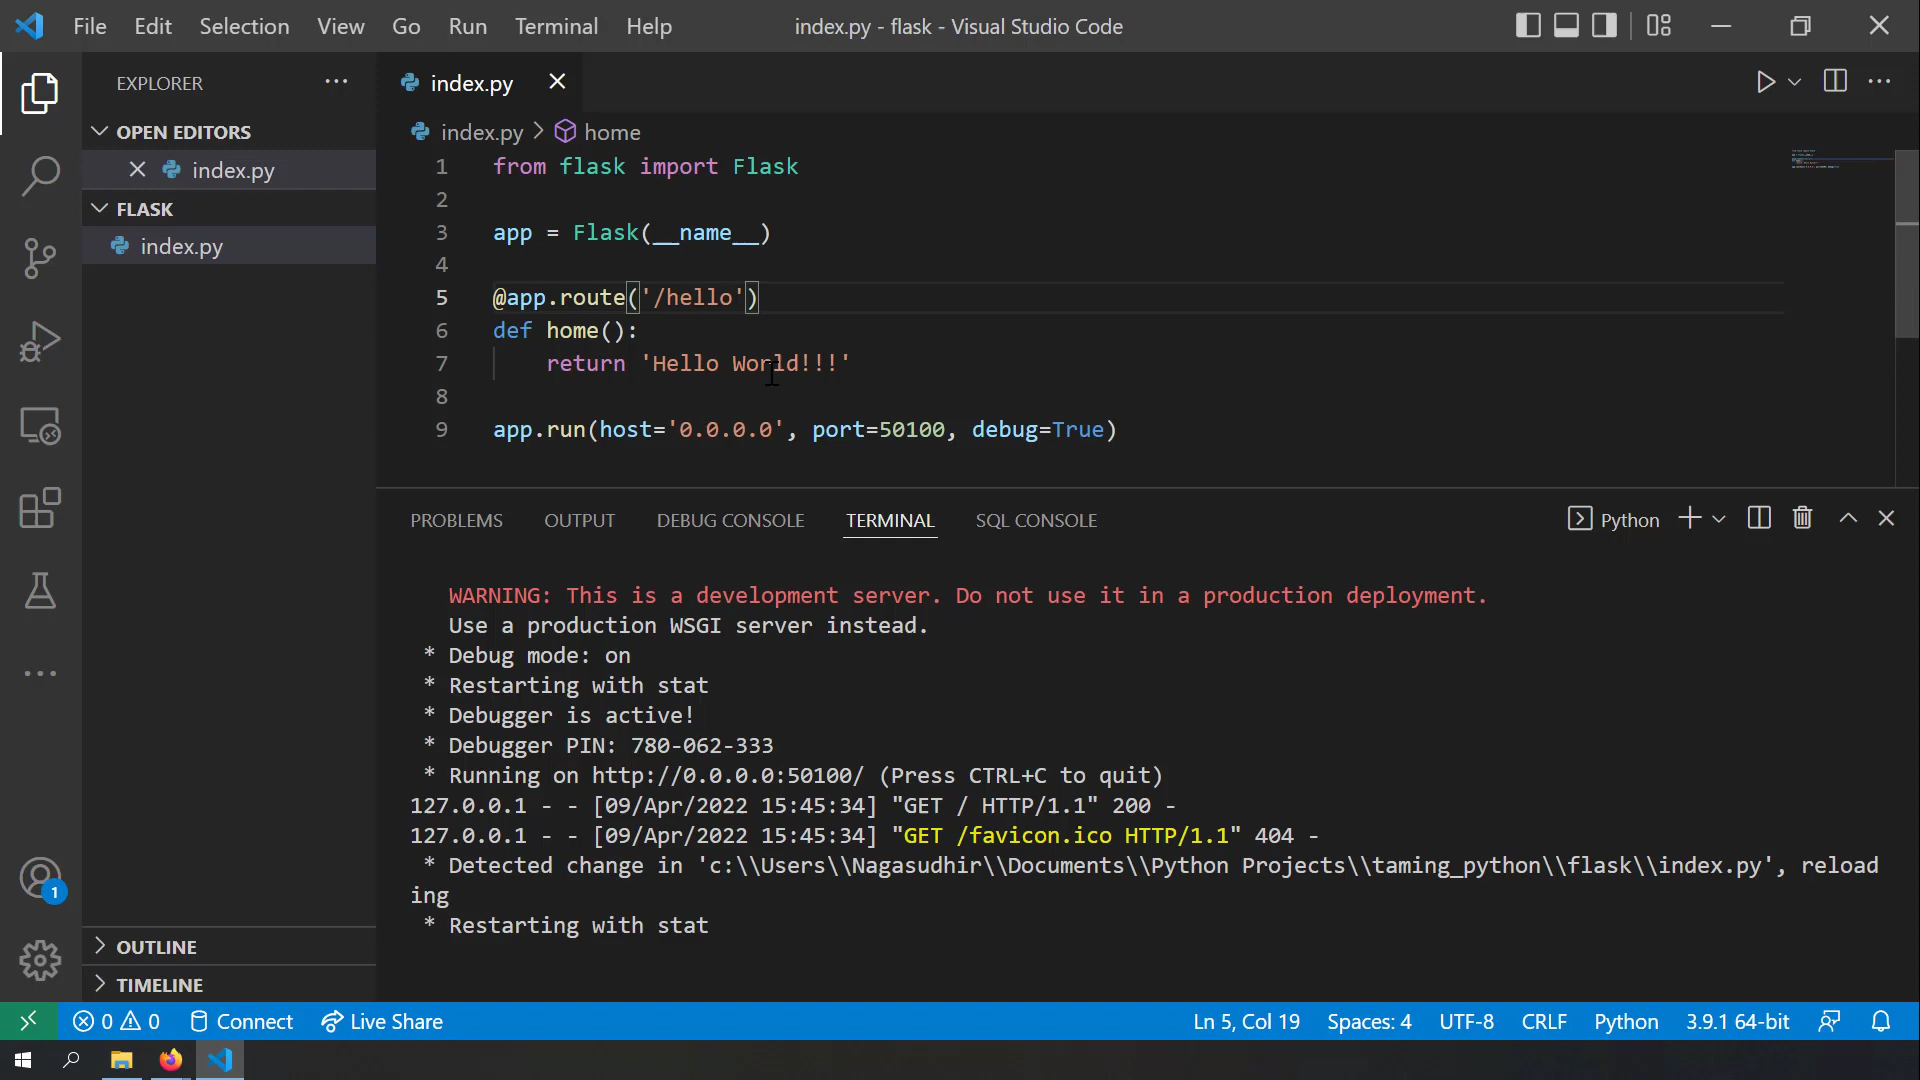 File Edit Selection View Go Run Terminal Help index.py - flask - Visual Studio Code
EXPLORER
OPEN EDITORS
index.py
FLASK
index.py
OUTLINE
TIMELINE
index.py
index.py > home
1 from flask import Flask
2
3 app = Flask(__name__)
4
5 @app.route('/hello')
6 def home():
7 return 'Hello World!!!'
8
9 app.run(host='0.0.0.0', port=50100, debug=True)
PROBLEMS OUTPUT DEBUG CONSOLE TERMINAL SQL CONSOLE Python
WARNING: This is a development server. Do not use it in a production deployment.
Use a production WSGI server instead.
* Debug mode: on
* Restarting with stat
* Debugger is active!
* Debugger PIN: 780-062-333
* Running on http://0.0.0.0:50100/ (Press CTRL+C to quit)
127.0.0.1 - - [09/Apr/2022 15:45:34] "GET / HTTP/1.1" 200 -
127.0.0.1 - - [09/Apr/2022 15:45:34] "GET /favicon.ico HTTP/1.1" 404 -
* Detected change in 'c:\\Users\\Nagasudhir\\Documents\\Python Projects\\taming_python\\flask\\index.py', reload
ing
* Restarting with stat
1
0 0 Connect Live Share Ln 5, Col 19 Spaces: 4 UTF-8 CRLF Python 3.9.1 64-bit